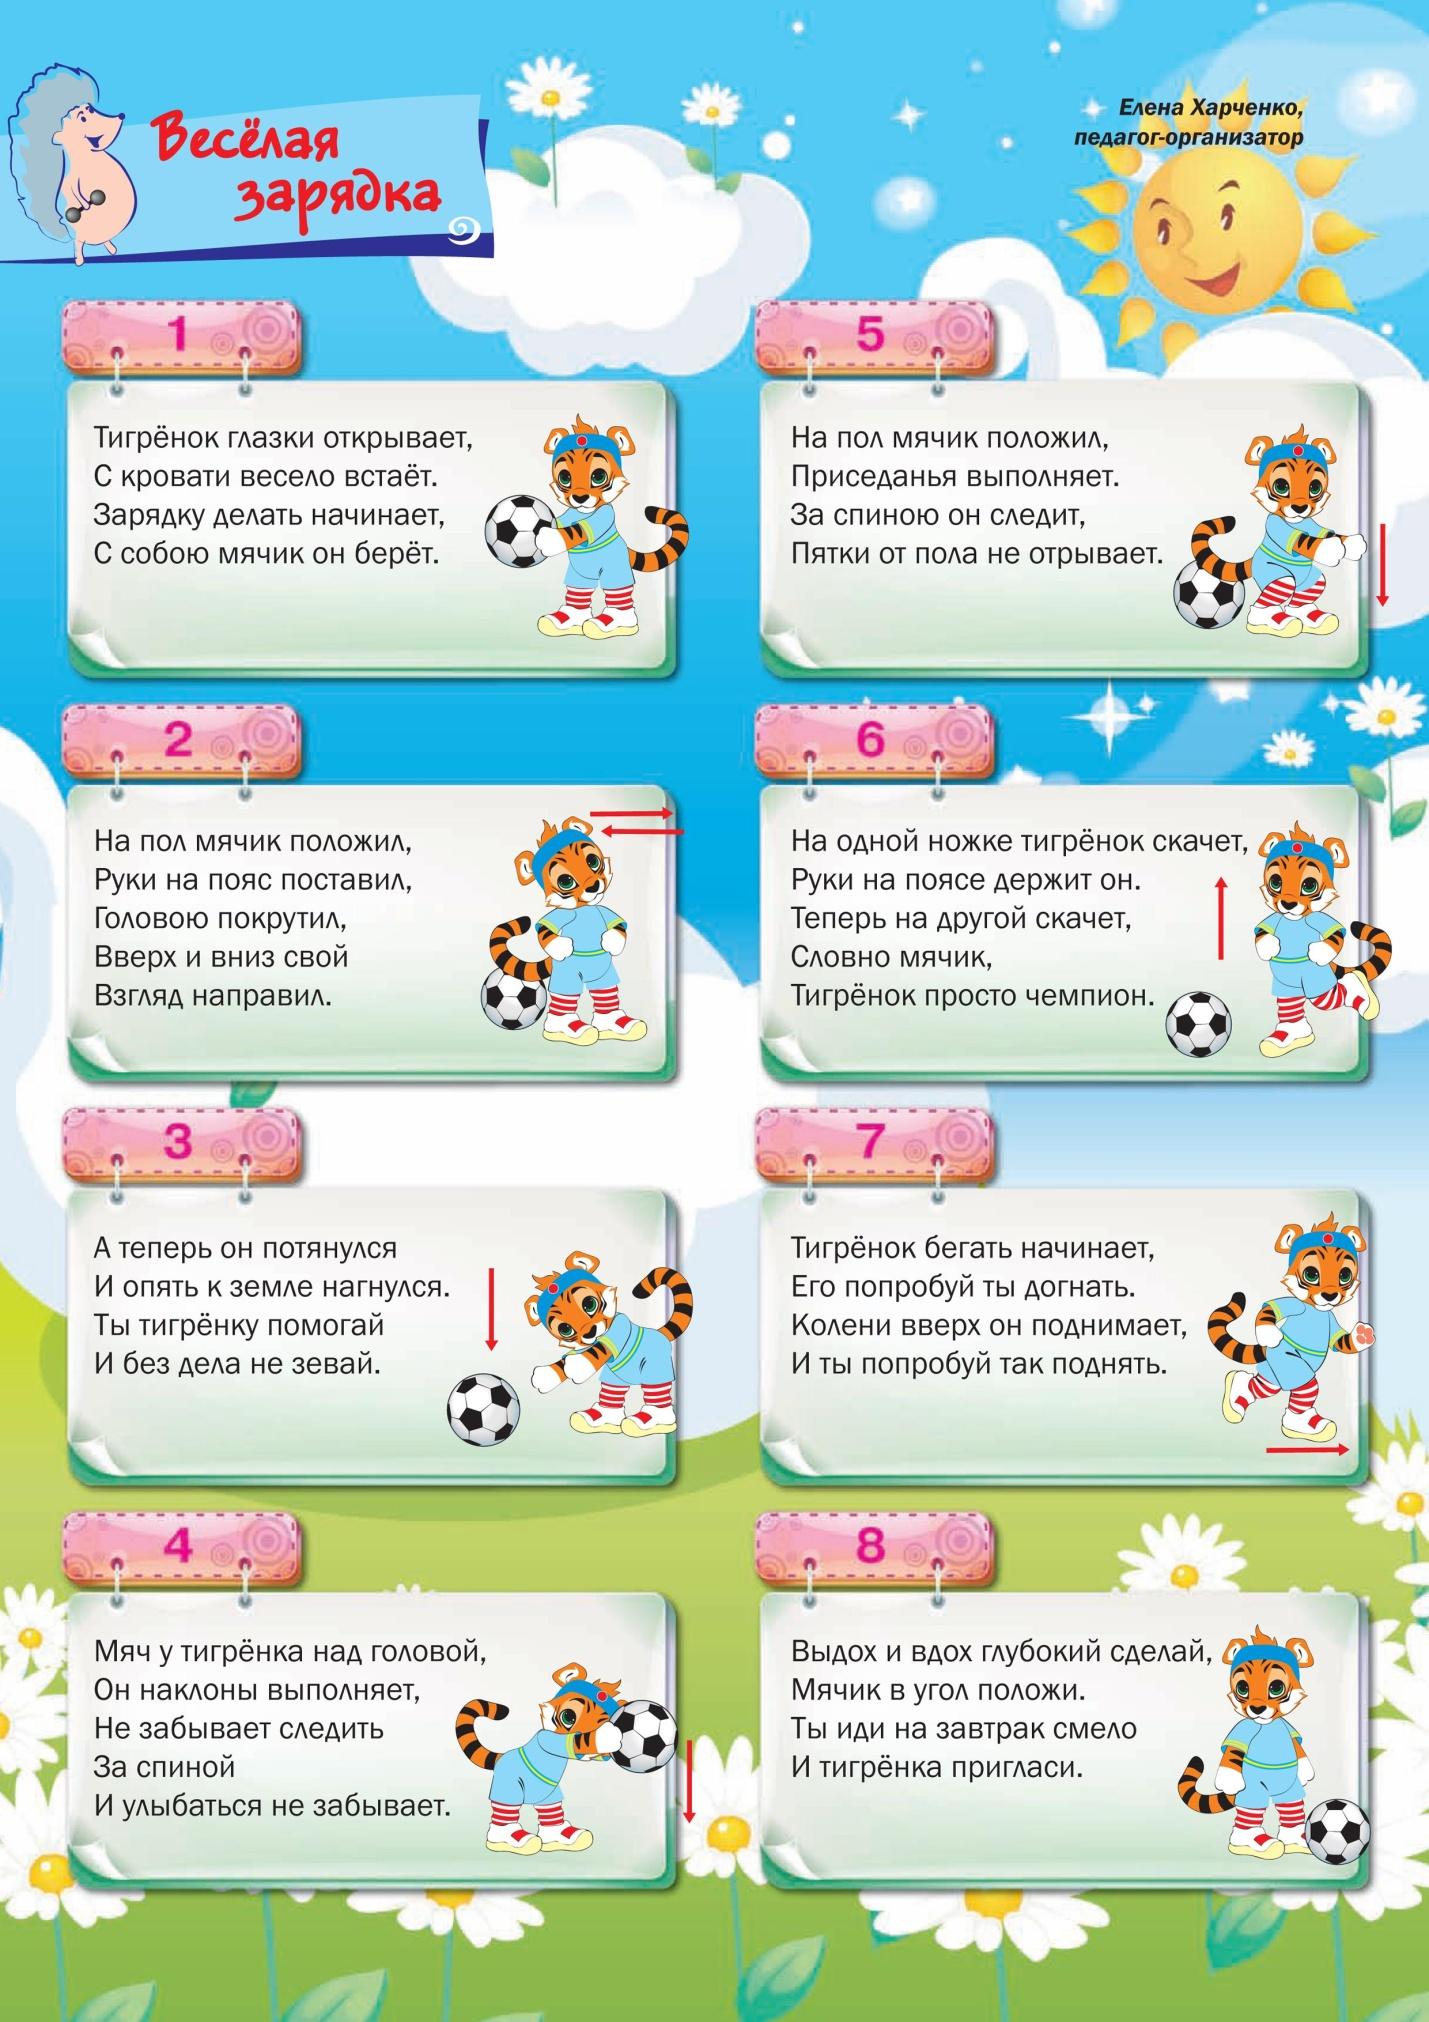 Весёлая
зарядка
Елена Харченко,
педагог-организатор
1
Тигрёнок глазки открывает,
С кровати весело встаёт.
Зарядку делать начинает,
С собою мячик он берёт.
2
На пол мячик положил,
Руки на пояс поставил,
Головою покрутил,
Вверх и вниз свой
Взгляд направил.
3
А теперь он потянулся
И опять к земле нагнулся.
Ты тигрёнку помогай
И без дела не зевай.
4
Мяч у тигрёнка над головой,
Он наклоны выполняет,
Не забывает следить
За спиной
И улыбаться не забывает.
5
На пол мячик положил,
Приседанья выполняет.
За спиною он следит,
Пятки от пола не отрывает.
6
На одной ножке тигрёнок скачет,
Руки на поясе держит он.
Теперь на другой скачет,
Словно мячик,
Тигрёнок просто чемпион.
7
Тигрёнок бегать начинает,
Его попробуй ты догнать.
Колени вверх он поднимает,
И ты попробуй так поднять.
8
Выдох и вдох глубокий сделай,
Мячик в угол положи.
Ты иди на завтрак смело
И тигрёнка пригласи.